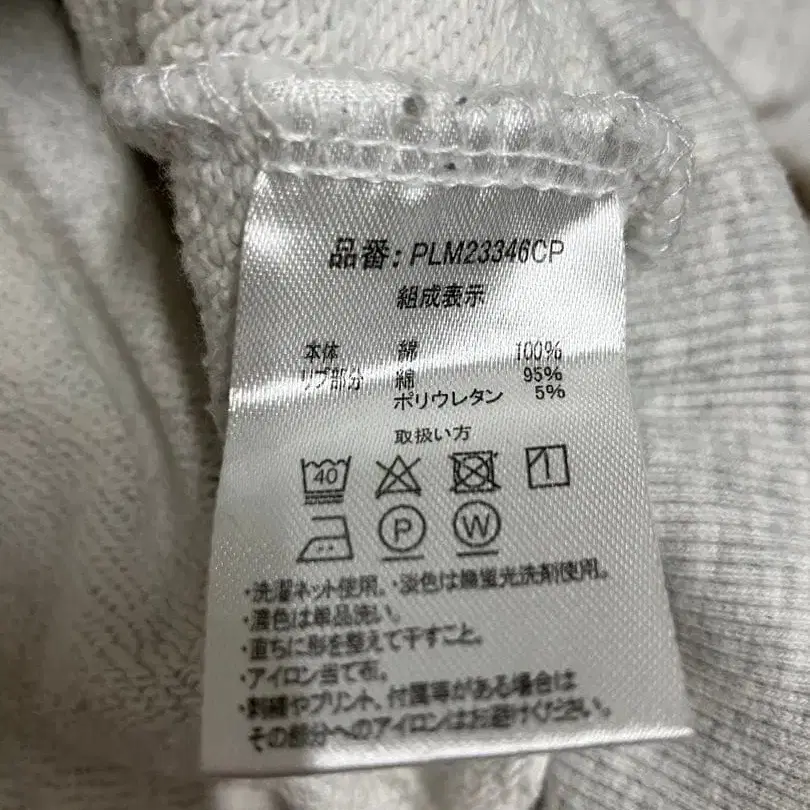 品番: PLM23346CP
組成表示
本体 綿 100%
リブ部分 綿 95%
ポリウレタン 5%
取扱い方
40 1
P W
・洗濯ネット使用。・淡色は無蛍光洗剤使用。
・濃色は単品洗い。
・直ちに形を整えて干すこと。
・アイロン当て布。
・刺繍やプリント、付属等がある場合は
その部分へのアイロンはお避けください。